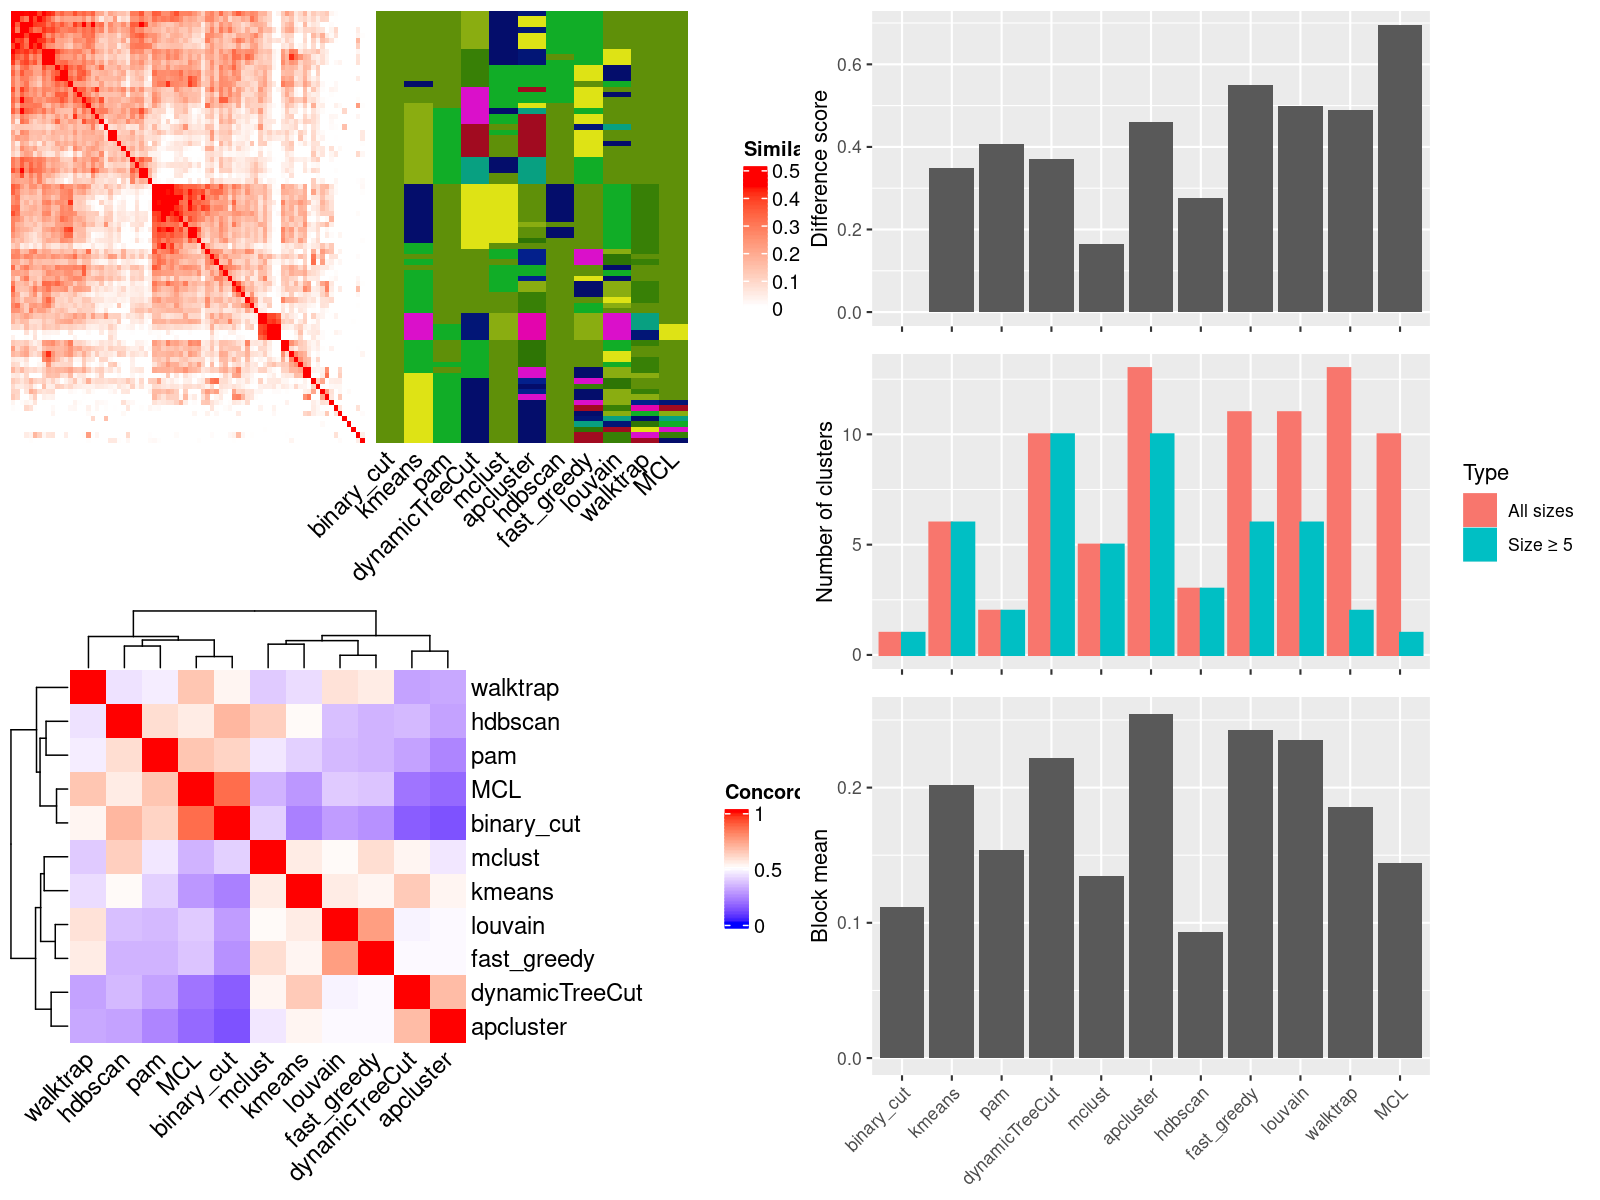 Simila
0.5
0.4
0.3
0.2
0.1
0
binary_cut
kmeans
pam
dynamicTreeCut
mclust
apcluster
hdbscan
fast_greedy
louvain
walktrap
MCL
walktrap
hdbscan
pam
MCL
binary_cut
mclust
kmeans
louvain
fast_greedy
dynamicTreeCut
apcluster
walktrap
hdbscan
pam
MCL
binary_cut
mclust
kmeans
louvain
fast_greedy
dynamicTreeCut
apcluster
Concord
1
0.5
0
Difference score
0.6
0.4
0.2
0.0
Number of clusters
10
5
0
Type
All sizes
Size ≥ 5
Block mean
0.2
0.1
0.0
binary_cut
kmeans
pam
dynamicTreeCut
mclust
apcluster
hdbscan
fast_greedy
louvain
walktrap
MCL